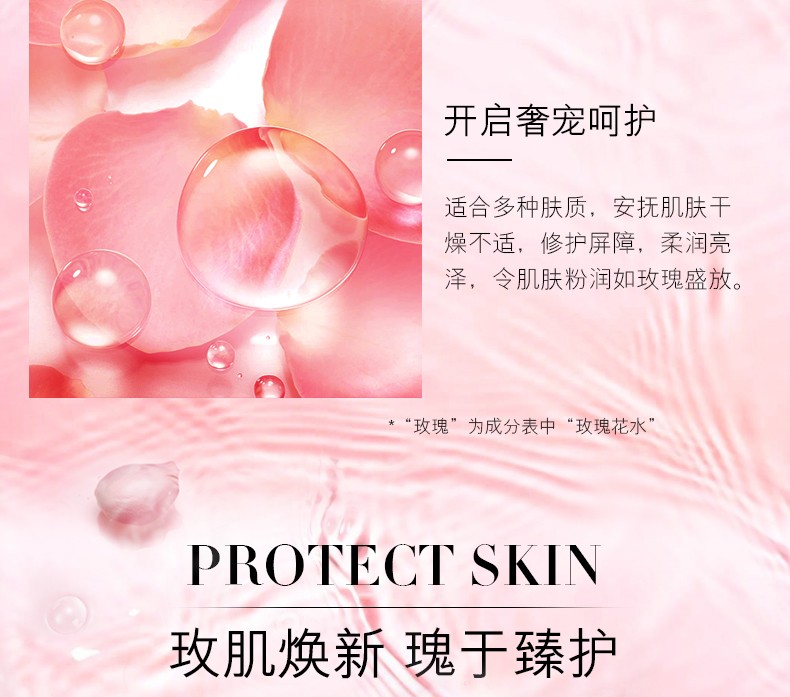 开启奢宠呵护
适合多种肤质，安抚肌肤干
燥不适，修护屏障，柔润亮
泽，令肌肤粉润如玫瑰盛放。
*“玫瑰”为成分表中“玫瑰花水”
PROTECT SKIN
玫肌焕新 瑰于臻护